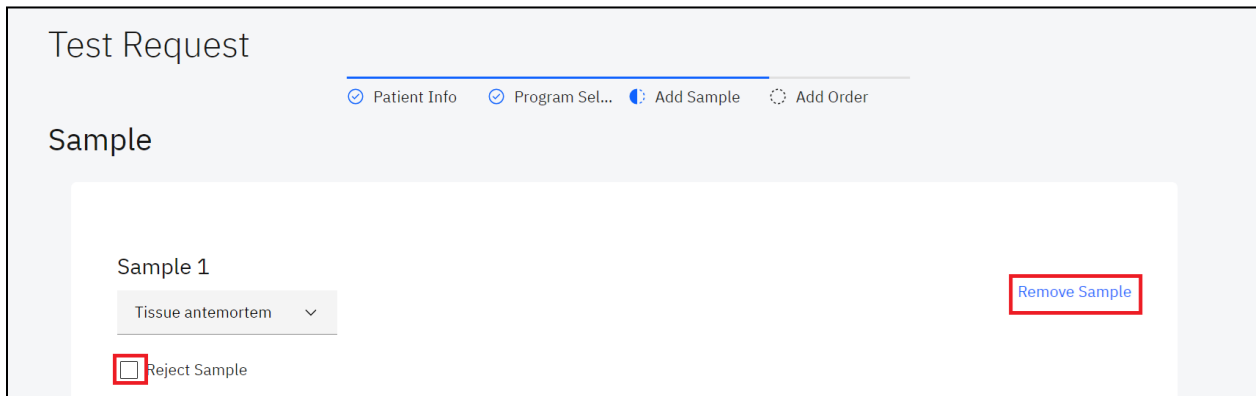 Test Request
Patient Info
Program Sel...
Add Sample
Add Order
Sample
Sample 1
Remove Sample
Tissue antemortem
Reject Sample